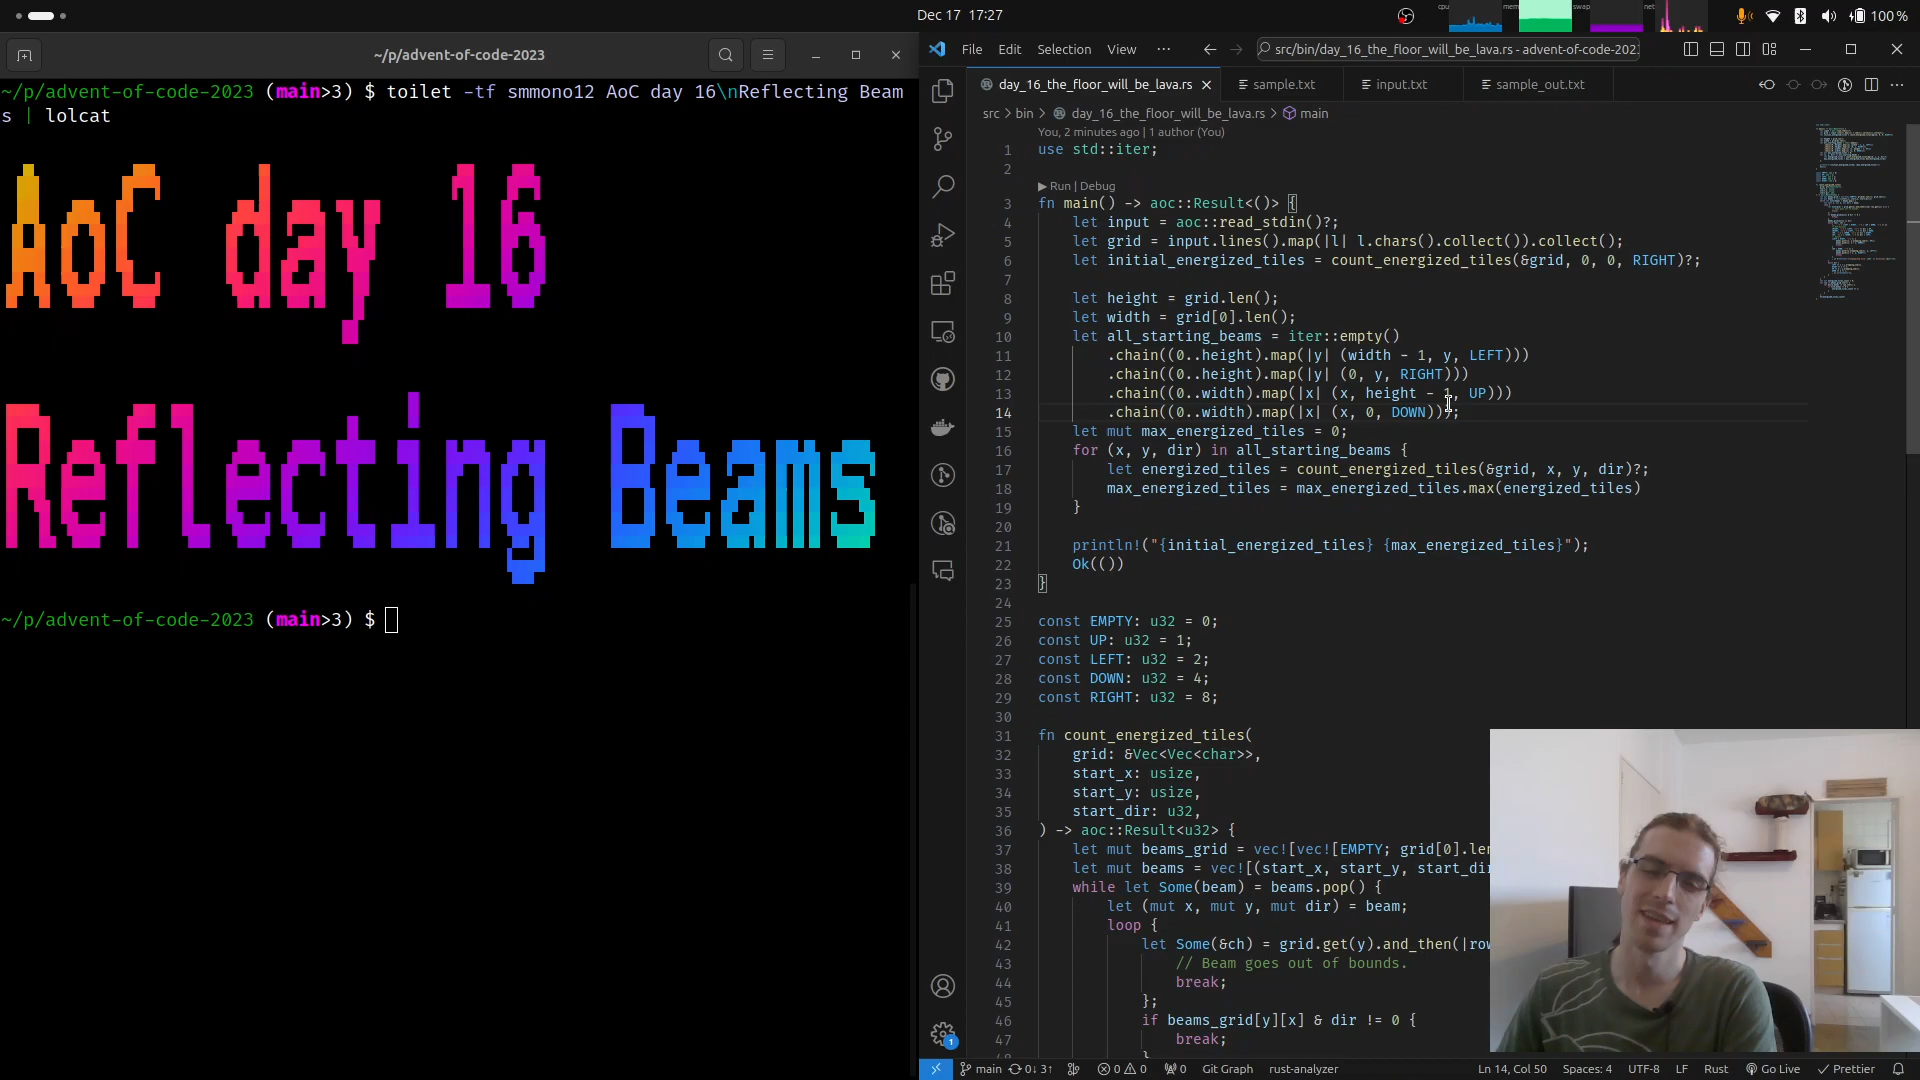 Dec 17 17:27
cpu mem swap net
100 %
~/p/advent-of-code-2023
~/p/advent-of-code-2023 (main>3) $ toilet -tf smmono12 AoC day 16\nReflecting Beam
s | lolcat
AoC day 16
Reflecting Beams
~/p/advent-of-code-2023 (main>3) $
File Edit Selection View ···
src/bin/day_16_the_floor_will_be_lava.rs - advent-of-code-202
day_16_the_floor_will_be_lava.rs sample.txt input.txt sample_out.txt
src > bin > day_16_the_floor_will_be_lava.rs > main
You, 2 minutes ago | 1 author (You)
1 use std::iter;
2
Run | Debug
3 fn main() -> aoc::Result<()> {
4 let input = aoc::read_stdin()?;
5 let grid = input.lines().map(|l| l.chars().collect()).collect();
6 let initial_energized_tiles = count_energized_tiles(&grid, 0, 0, RIGHT)?;
7
8 let height = grid.len();
9 let width = grid[0].len();
10 let all_starting_beams = iter::empty()
11 .chain((0..height).map(|y| (width - 1, y, LEFT)))
12 .chain((0..height).map(|y| (0, y, RIGHT)))
13 .chain((0..width).map(|x| (x, height - 1, UP)))
14 .chain((0..width).map(|x| (x, 0, DOWN)));
15 let mut max_energized_tiles = 0;
16 for (x, y, dir) in all_starting_beams {
17 let energized_tiles = count_energized_tiles(&grid, x, y, dir)?;
18 max_energized_tiles = max_energized_tiles.max(energized_tiles)
19 }
20
21 println!("{initial_energized_tiles} {max_energized_tiles}");
22 Ok(())
23 }
24
25 const EMPTY: u32 = 0;
26 const UP: u32 = 1;
27 const LEFT: u32 = 2;
28 const DOWN: u32 = 4;
29 const RIGHT: u32 = 8;
30
31 fn count_energized_tiles(
32 grid: &Vec<Vec<char>>,
33 start_x: usize,
34 start_y: usize,
35 start_dir: u32,
36 ) -> aoc::Result<u32> {
37 let mut beams_grid = vec![vec![EMPTY; grid[0].len
38 let mut beams = vec![(start_x, start_y, start_di
39 while let Some(beam) = beams.pop() {
40 let (mut x, mut y, mut dir) = beam;
41 loop {
42 let Some(&ch) = grid.get(y).and_then(|row
43 // Beam goes out of bounds.
44 break;
45 };
46 if beams_grid[y][x] & dir != 0 {
47 break;
1
main 0↓ 3↑ 0 0 0 Git Graph rust-analyzer Ln 14, Col 50 Spaces: 4 UTF-8 LF Rust Go Live Prettier